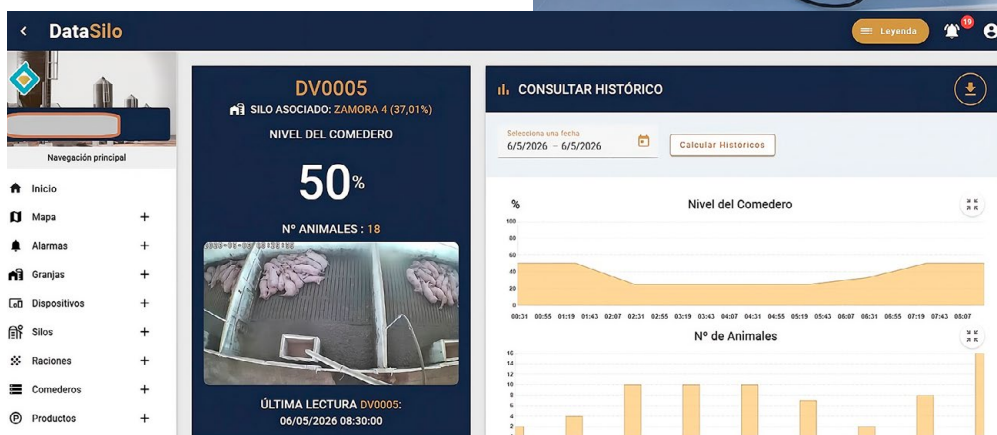 DataSilo
Leyenda
19
Navegación principal
Inicio
Mapa
Alarmas
Granjas
Dispositivos
Silos
Raciones
Comederos
Productos
DV0005
SILO ASOCIADO: ZAMORA 4 (37,01%)
NIVEL DEL COMEDERO
50%
Nº ANIMALES : 18
ÚLTIMA LECTURA DV0005:
06/05/2026 08:30:00
CONSULTAR HISTÓRICO
Selecciona una fecha
6/5/2026 – 6/5/2026
Calcular Históricos
%
Nivel del Comedero
100
80
60
40
20
0
00:31 00:55 01:19 01:43 02:07 02:31 02:55 03:19 03:43 04:07 04:31 04:55 05:19 05:43 06:07 06:31 06:55 07:19 07:43 08:07
Nº de Animales
16
14
12
10
8
6
4
2